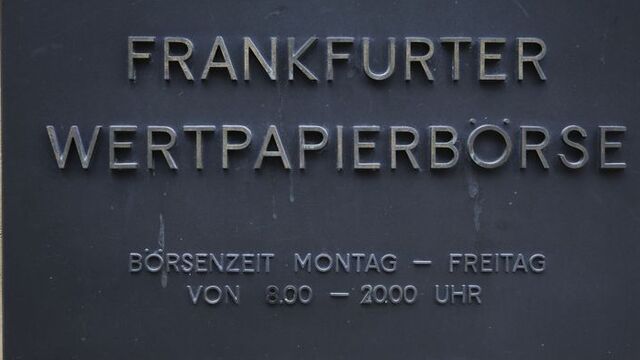 FRANKFURTER
WERTPAPIERBÖRSE
BÖRSENZEIT MONTAG – FREITAG
VON 8.00 – 20.00 UHR